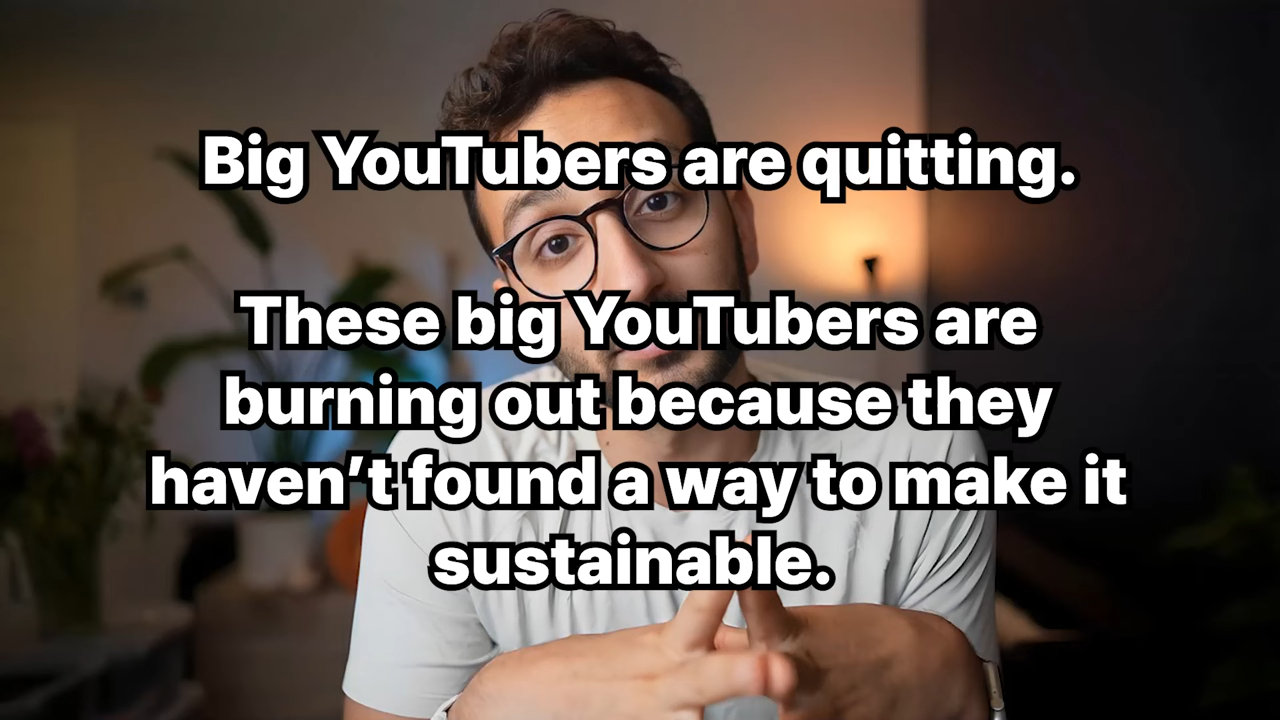 Big YouTubers are quitting.
These big YouTubers are
burning out because they
haven’t found a way to make it
sustainable.